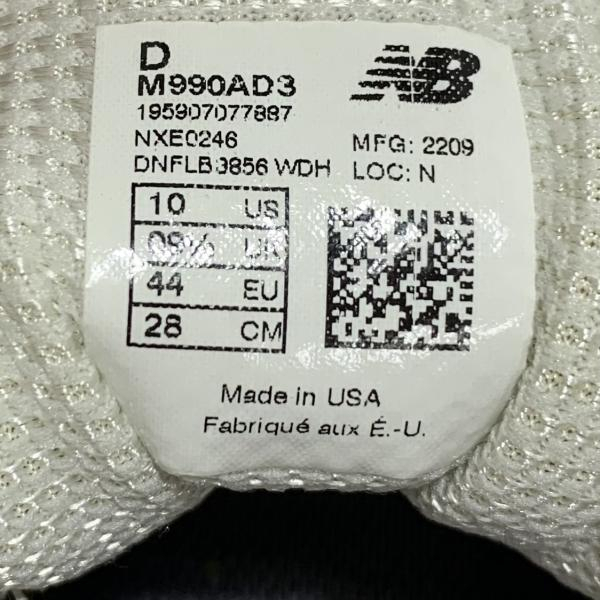 D
NB
M990AD3
195907077887
NXE0246
MFG: 2209
DNFLB3856 WDH
LOC: N
10 US
09½ UK
44 EU
28 CM
Made in USA
Fabriqué aux É.-U.